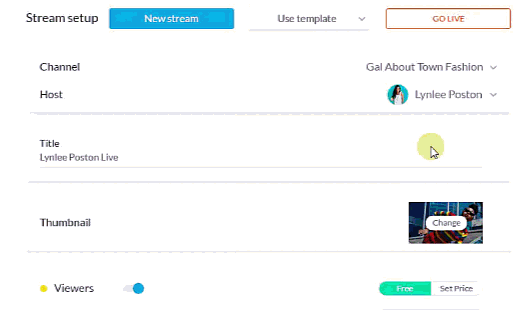 Stream setup New stream Use template GO LIVE
Channel Gal About Town Fashion
Host Lynlee Poston
Title
Lynlee Poston Live
Thumbnail Change
Viewers Free Set Price